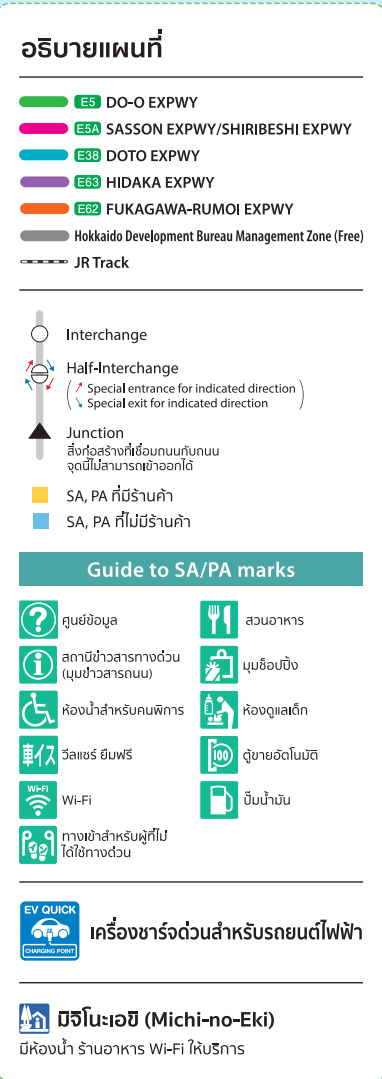 อธิบายแผนที่
E5 DO-O EXPWY
E5A SASSON EXPWY/SHIRIBESHI EXPWY
E38 DOTO EXPWY
E63 HIDAKA EXPWY
E62 FUKAGAWA-RUMOI EXPWY
Hokkaido Development Bureau Management Zone (Free)
JR Track
Interchange
Half-Interchange
Special entrance for indicated direction
Special exit for indicated direction
Junction
สิ่งก่อสร้างที่เชื่อมถนนกับถนน
จุดนี้ไม่สามารถเข้าออกได้
SA, PA ที่มีร้านค้า
SA, PA ที่ไม่มีร้านค้า
Guide to SA/PA marks
? ศูนย์ข้อมูล
สวนอาหาร
i สถานีข่าวสารทางด่วน
(มุมข่าวสารถนน)
มุมช็อปปิ้ง
ห้องน้ำสำหรับคนพิการ
ห้องดูแลเด็ก
車イス วีลแชร์ ยืมฟรี
100 ตู้ขายอัตโนมัติ
Wi-Fi Wi-Fi
ปั๊มน้ำมัน
ทางเข้าสำหรับผู้ที่ไม่
ได้ใช้ทางด่วน
EV QUICK
CHARGING POINT
เครื่องชาร์จด่วนสำหรับรถยนต์ไฟฟ้า
มิจิโนะเอขิ (Michi-no-Eki)
มีห้องน้ำ ร้านอาหาร Wi-Fi ให้บริการ